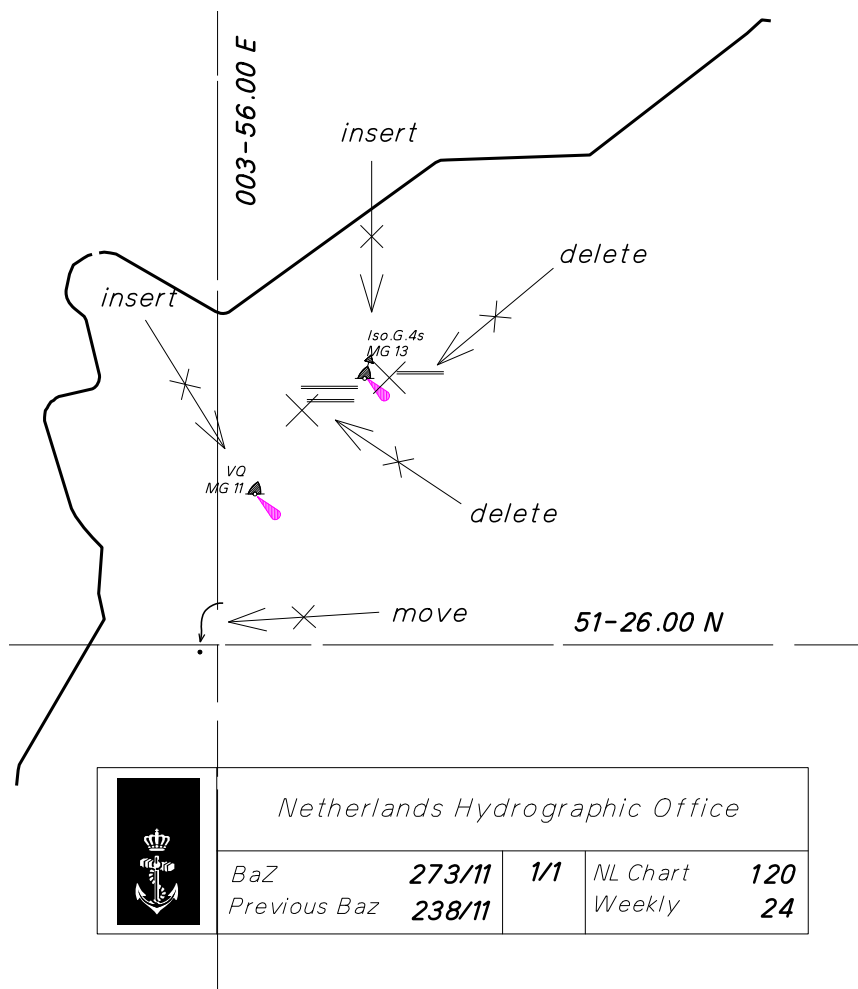 003-56.00 E
insert
delete
insert
Iso.G.4s
MG 13
VQ
MG 11
delete
move
51-26.00 N
Netherlands Hydrographic Office
BaZ 273/11 1/1 NL Chart 120
Previous Baz 238/11 Weekly 24